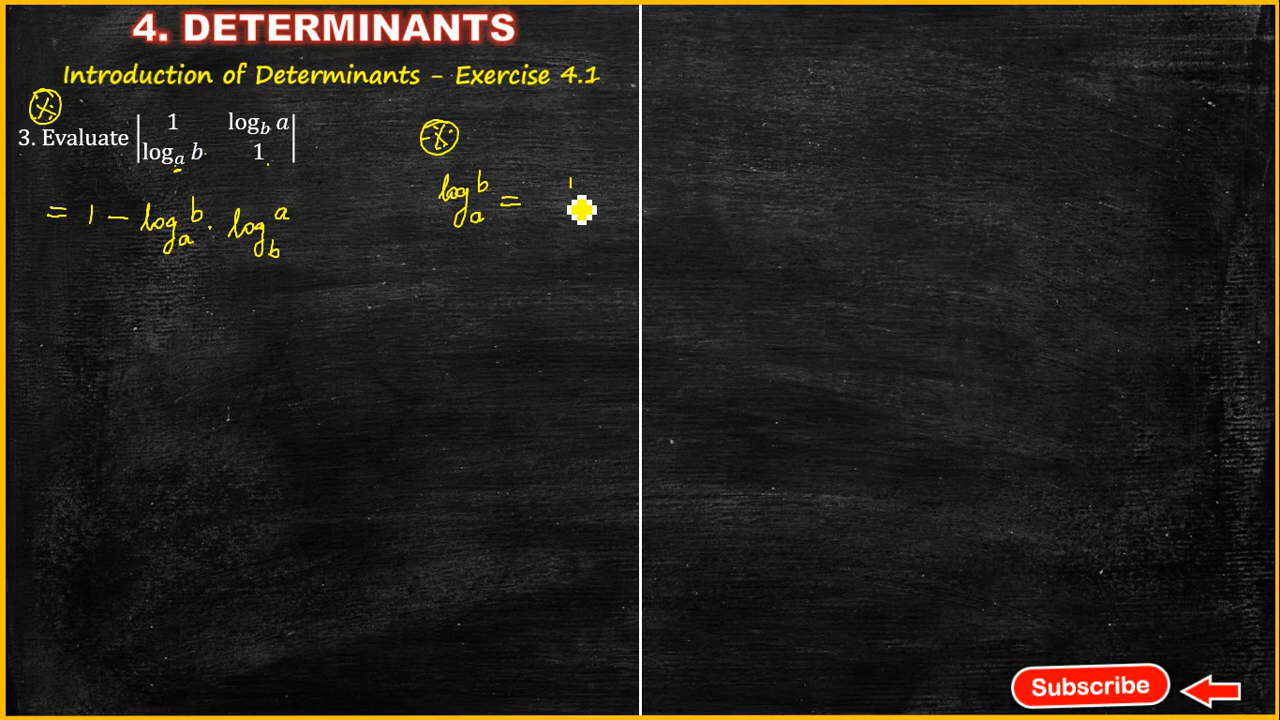 4. DETERMINANTS
Introduction of Determinants - Exercise 4.1
3. Evaluate | 1 log_b a |
| log_a b 1 |
= 1 - log_a b . log_b a
log_a b = 1
Subscribe